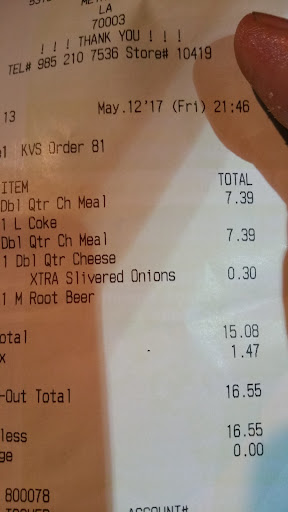 LA
70003
! ! ! THANK YOU ! ! !
TEL# 985 210 7536 Store# 10419
13 May.12'17 (Fri) 21:46
KVS Order 81
ITEM TOTAL
Dbl Qtr Ch Meal 7.39
1 L Coke
Dbl Qtr Ch Meal 7.39
1 Dbl Qtr Cheese
XTRA Slivered Onions 0.30
1 M Root Beer
otal 15.08
x 1.47
-Out Total 16.55
less 16.55
ge 0.00
800078
ACCOUNT#